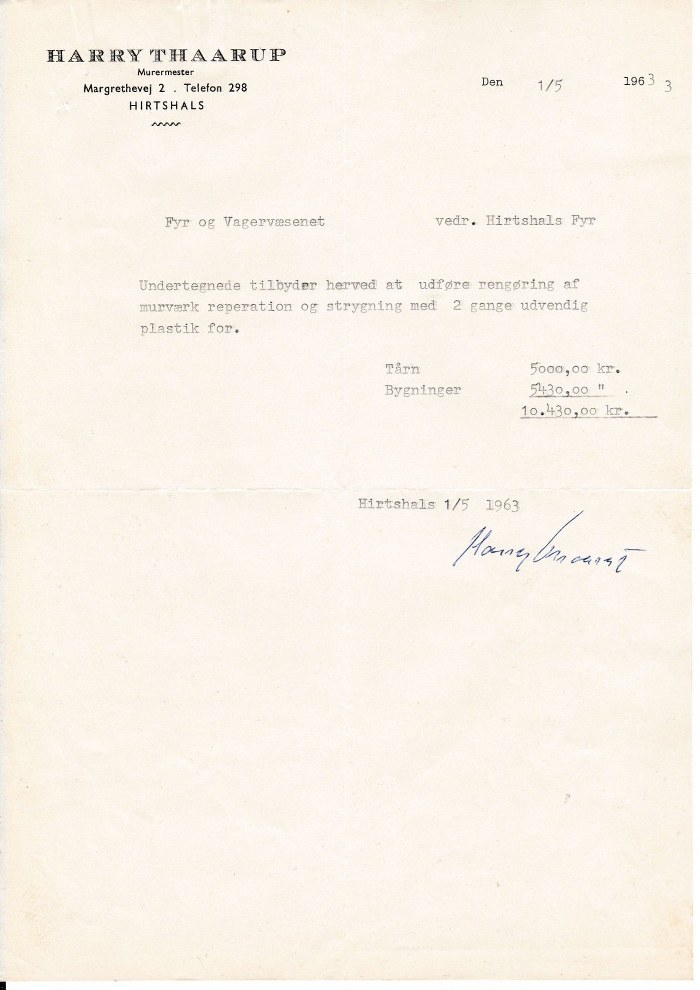 HARRY THAARUP
Murermester
Margrethevej 2 . Telefon 298
HIRTSHALS
Den 1/5 1963 3
Fyr og Vagervæsenet vedr. Hirtshals Fyr
Undertegnede tilbyder herved at udføre rengøring af
murværk reperation og strygning med 2 gange udvendig
plastik for.
Tårn 5000,00 kr.
Bygninger 5430,00 " .
10.430,00 kr.
Hirtshals 1/5 1963
Harry Thaarup